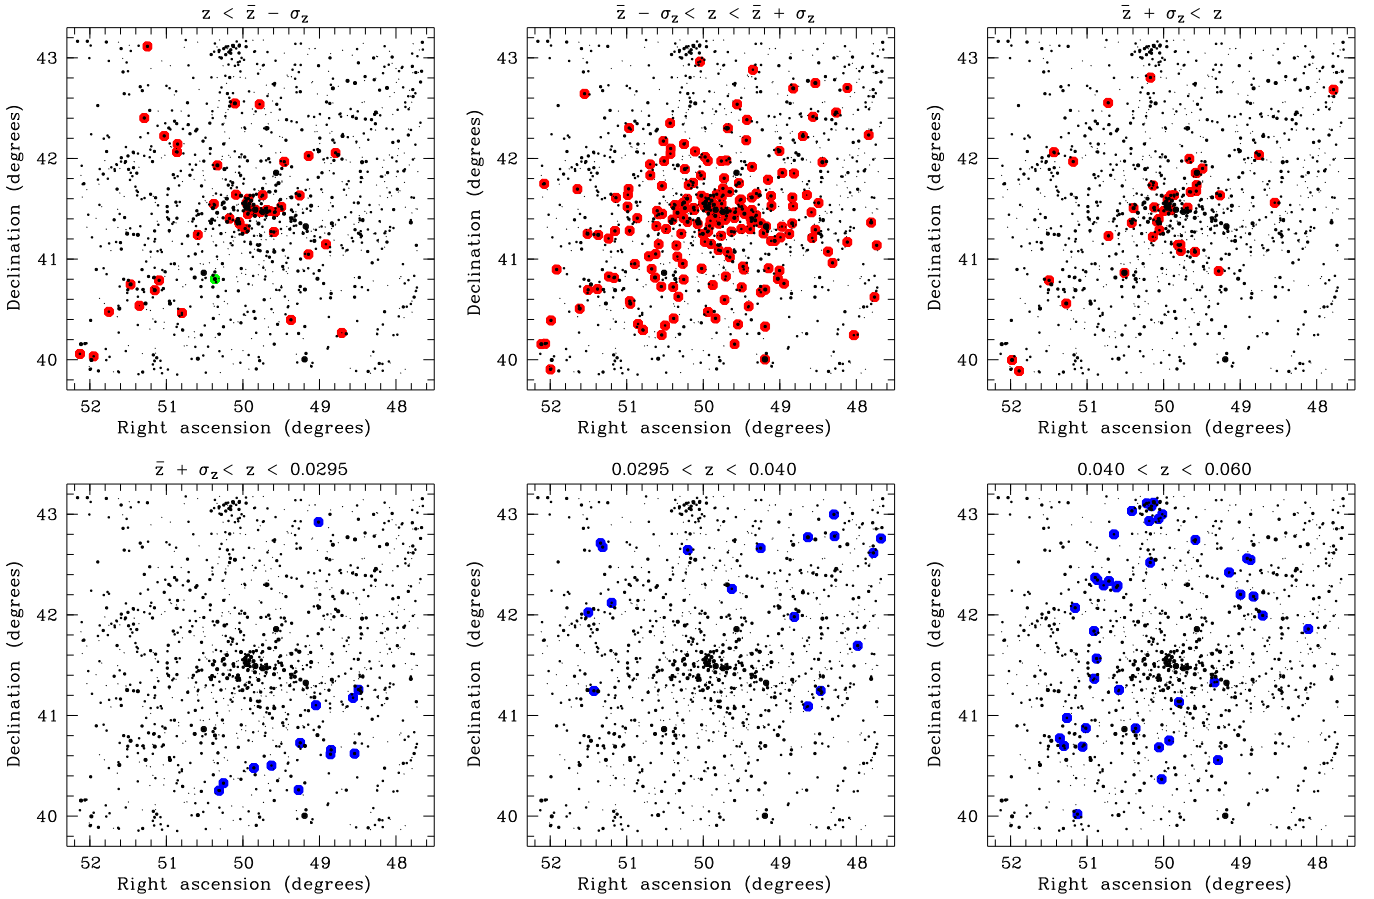 z < z̄ − σz
z̄ − σz < z < z̄ + σz
z̄ + σz < z
Declination (degrees)
43
42
41
40
52 51 50 49 48
Right ascension (degrees)
Declination (degrees)
43
42
41
40
52 51 50 49 48
Right ascension (degrees)
Declination (degrees)
43
42
41
40
52 51 50 49 48
Right ascension (degrees)
z̄ + σz < z < 0.0295
0.0295 < z < 0.040
0.040 < z < 0.060
Declination (degrees)
43
42
41
40
52 51 50 49 48
Right ascension (degrees)
Declination (degrees)
43
42
41
40
52 51 50 49 48
Right ascension (degrees)
Declination (degrees)
43
42
41
40
52 51 50 49 48
Right ascension (degrees)